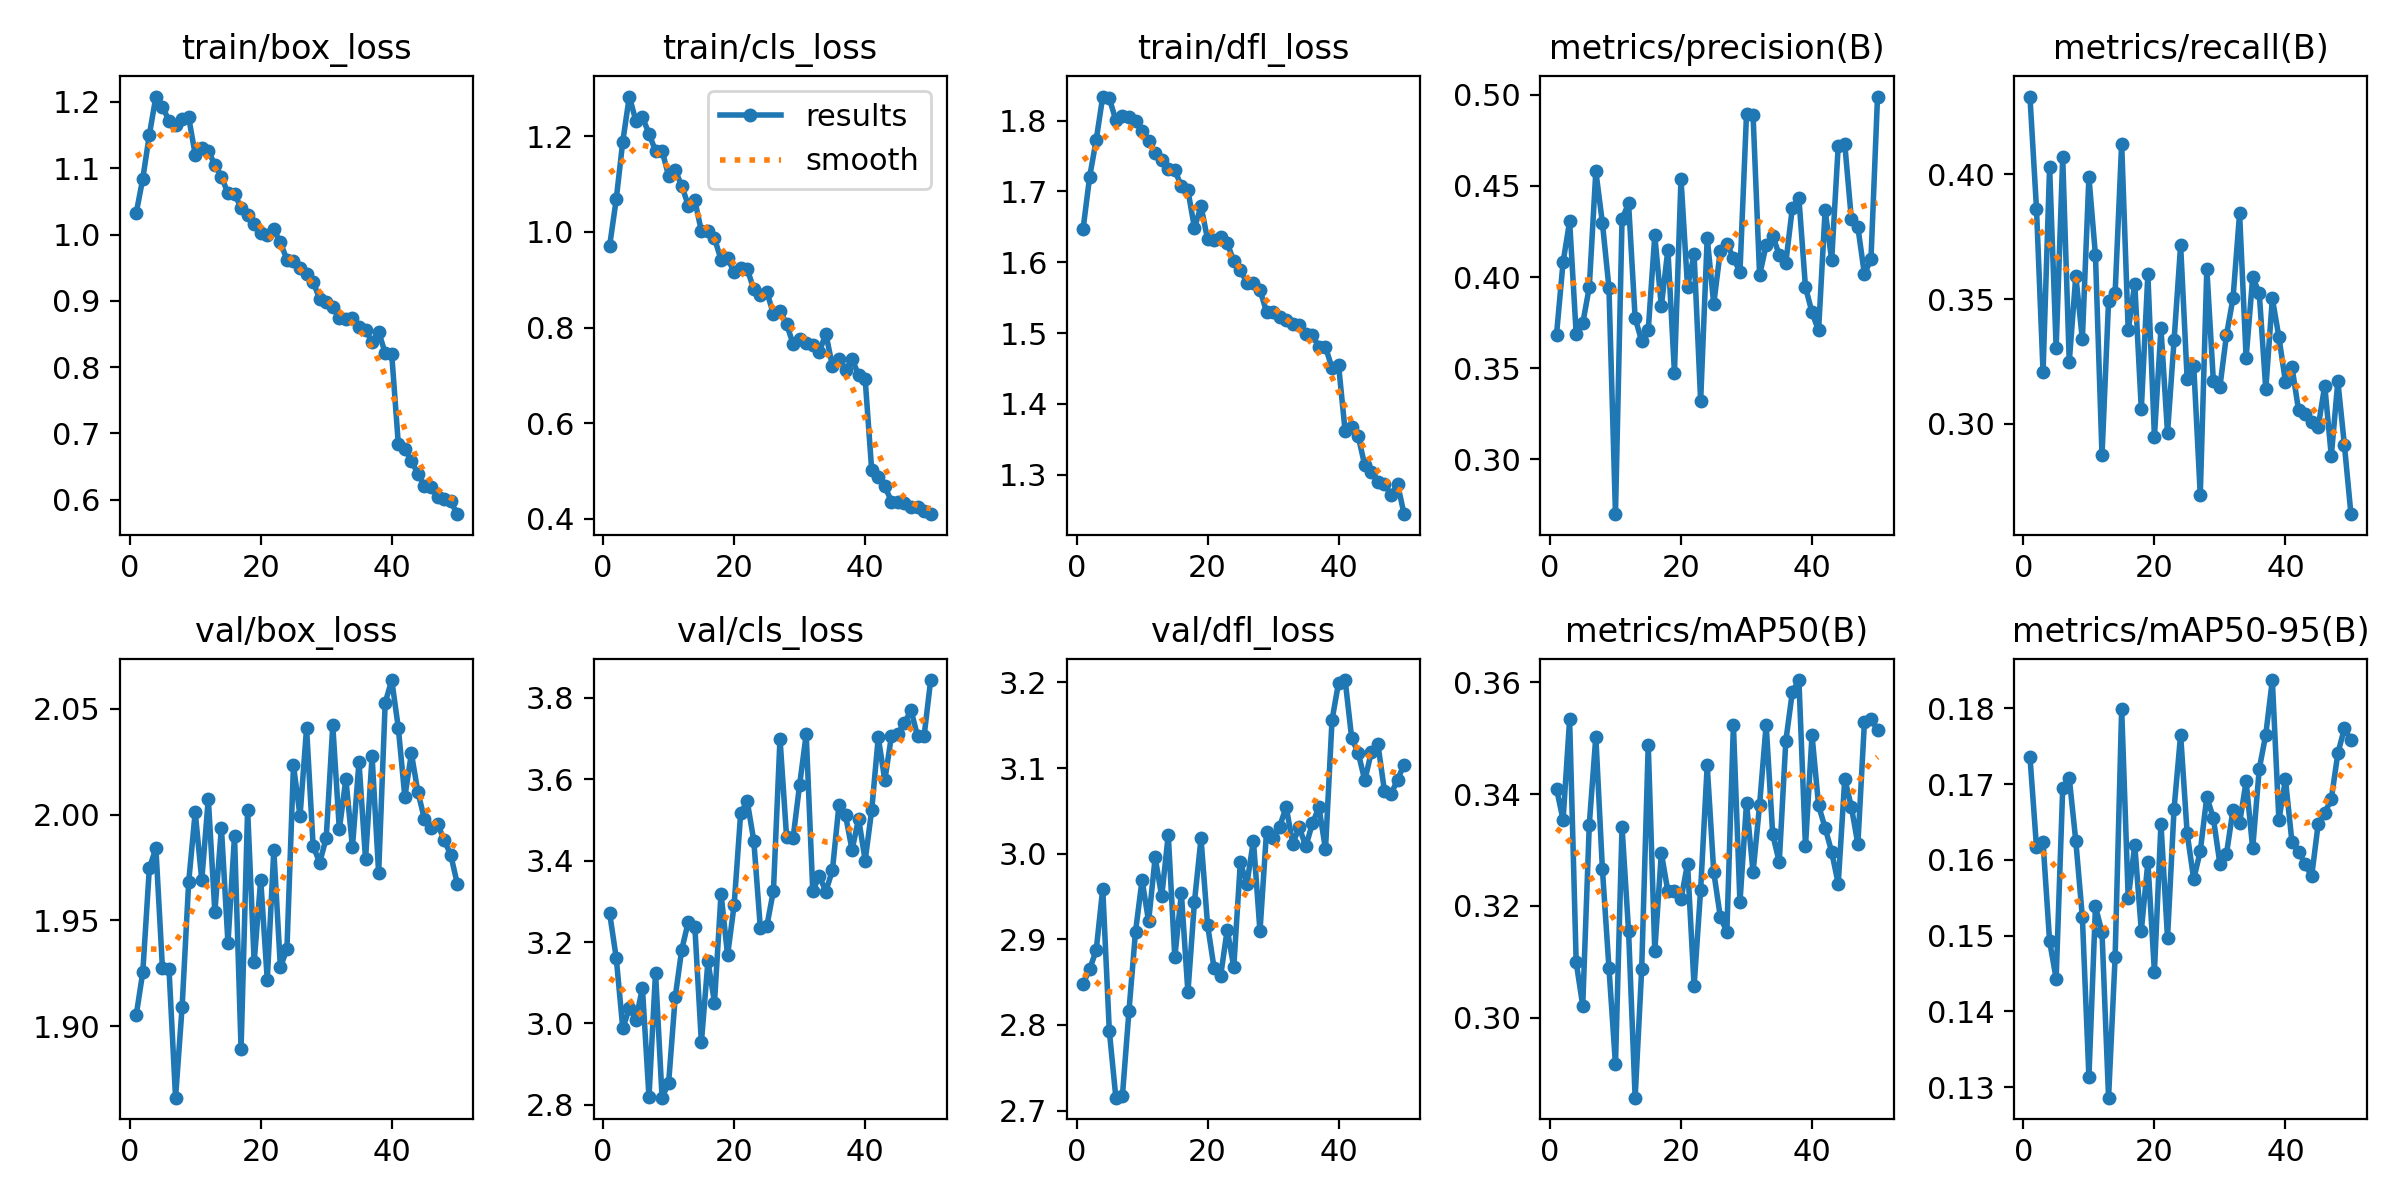 train/box_loss
train/cls_loss
train/dfl_loss
metrics/precision(B)
metrics/recall(B)
1.2
1.1
1.0
0.9
0.8
0.7
0.6
0 20 40
results
smooth
1.2
1.0
0.8
0.6
0.4
0 20 40
1.8
1.7
1.6
1.5
1.4
1.3
0 20 40
0.50
0.45
0.40
0.35
0.30
0 20 40
0.40
0.35
0.30
0 20 40
val/box_loss
val/cls_loss
val/dfl_loss
metrics/mAP50(B)
metrics/mAP50-95(B)
2.05
2.00
1.95
1.90
0 20 40
3.8
3.6
3.4
3.2
3.0
2.8
0 20 40
3.2
3.1
3.0
2.9
2.8
2.7
0 20 40
0.36
0.34
0.32
0.30
0 20 40
0.18
0.17
0.16
0.15
0.14
0.13
0 20 40